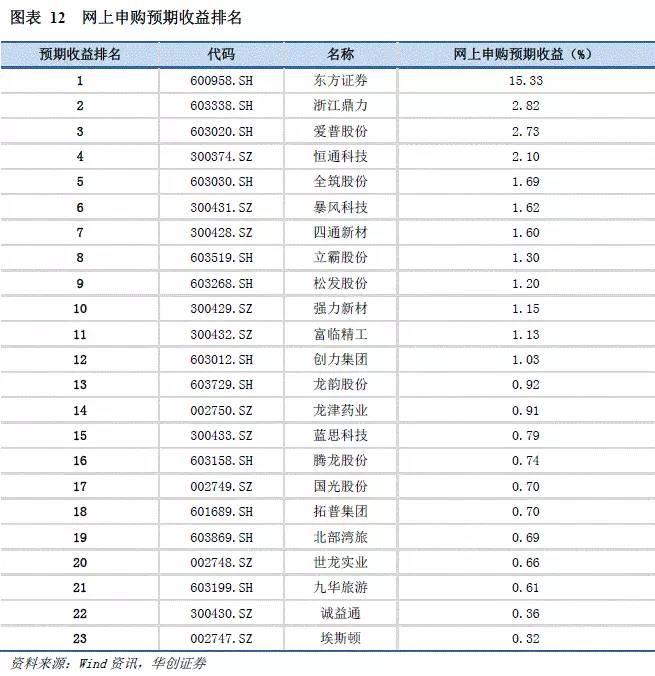 图表 12 网上申购预期收益排名
预期收益排名 代码 名称 网上申购预期收益（%）
1 600958.SH 东方证券 15.33
2 603338.SH 浙江鼎力 2.82
3 603020.SH 爱普股份 2.73
4 300374.SZ 恒通科技 2.10
5 603030.SH 全筑股份 1.69
6 300431.SZ 暴风科技 1.62
7 300428.SZ 四通新材 1.60
8 603519.SH 立霸股份 1.30
9 603268.SH 松发股份 1.20
10 300429.SZ 强力新材 1.15
11 300432.SZ 富临精工 1.13
12 603012.SH 创力集团 1.03
13 603729.SH 龙韵股份 0.92
14 002750.SZ 龙津药业 0.91
15 300433.SZ 蓝思科技 0.79
16 603158.SH 腾龙股份 0.74
17 002749.SZ 国光股份 0.70
18 601689.SH 拓普集团 0.70
19 603869.SH 北部湾旅 0.69
20 002748.SZ 世龙实业 0.66
21 603199.SH 九华旅游 0.61
22 300430.SZ 诚益通 0.36
23 002747.SZ 埃斯顿 0.32
资料来源：Wind 资讯，华创证券